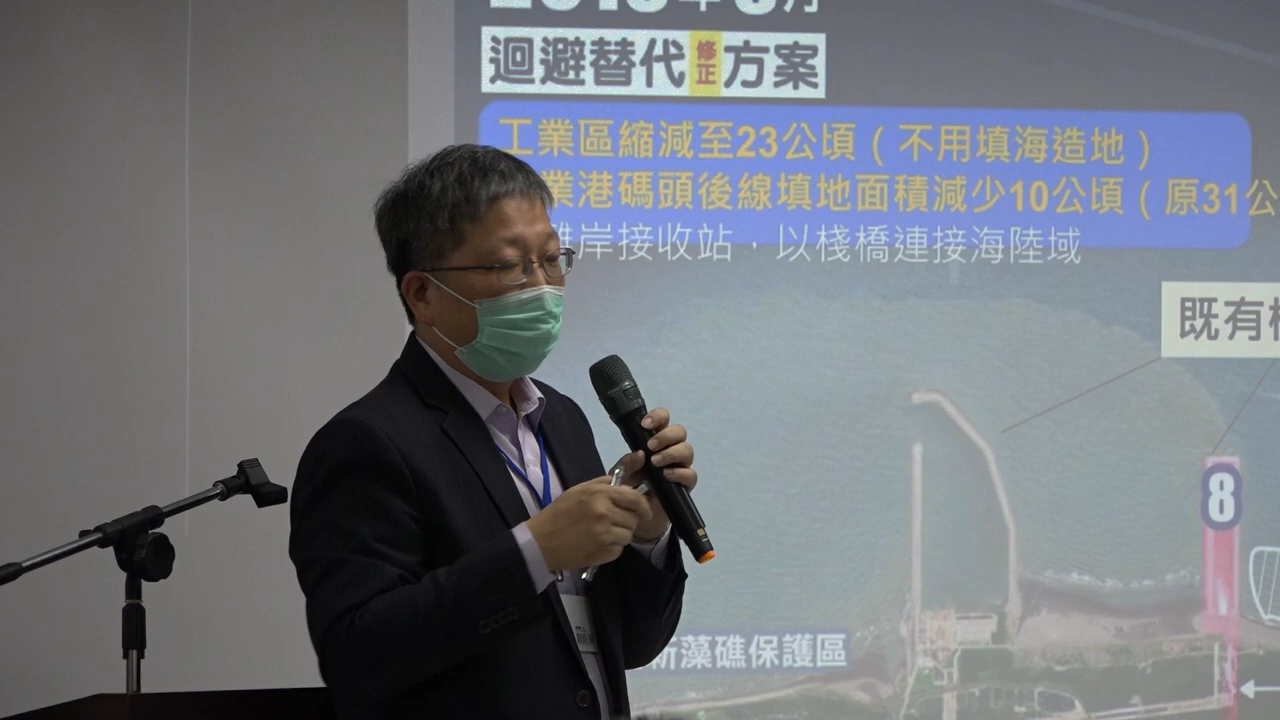 迴避替代修正方案
工業區縮減至23公頃(不用填海造地)
業港碼頭後線填地面積減少10公頃(原31公
離岸接收站,以棧橋連接海陸域
既有
8
新藻礁保護區